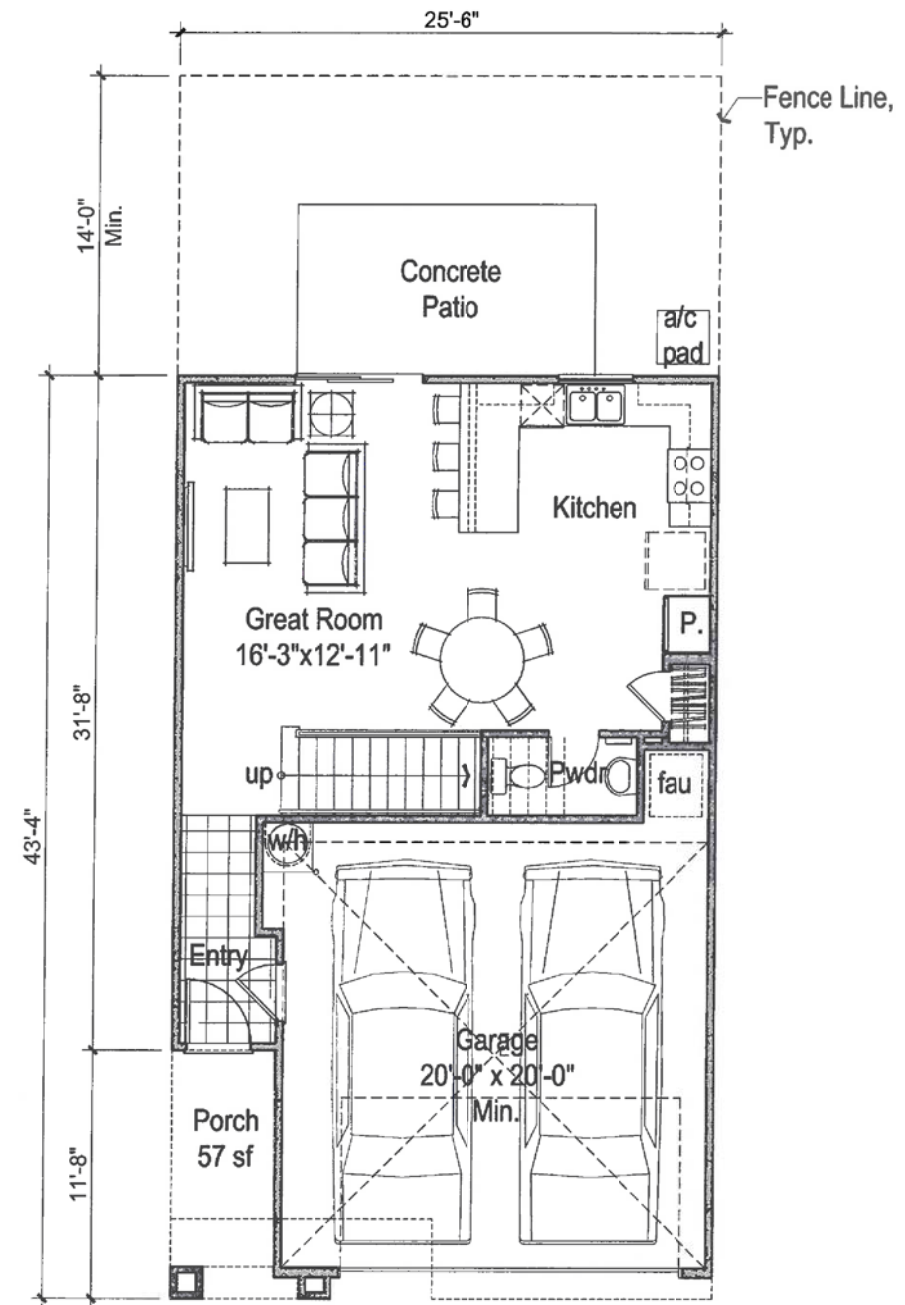 25'-6"
Fence Line,
Typ.
14'-0"
Min.
Concrete
Patio
a/c
pad
Kitchen
Great Room
16'-3"x12'-11"
P.
31'-8"
up
Pwdr
fau
43'-4"
w/h
Entry
Garage
20'-0" x 20'-0"
Min.
Porch
57 sf
11'-8"